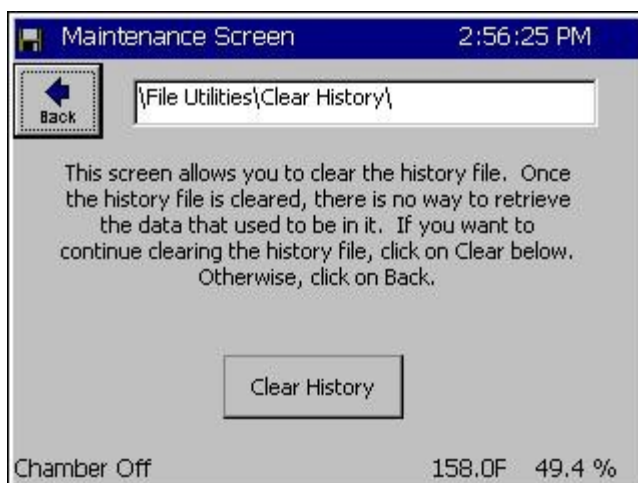 Maintenance Screen 2:56:25 PM
Back
\File Utilities\Clear History\
This screen allows you to clear the history file. Once
the history file is cleared, there is no way to retrieve
the data that used to be in it. If you want to
continue clearing the history file, click on Clear below.
Otherwise, click on Back.
Clear History
Chamber Off 158.0F 49.4 %